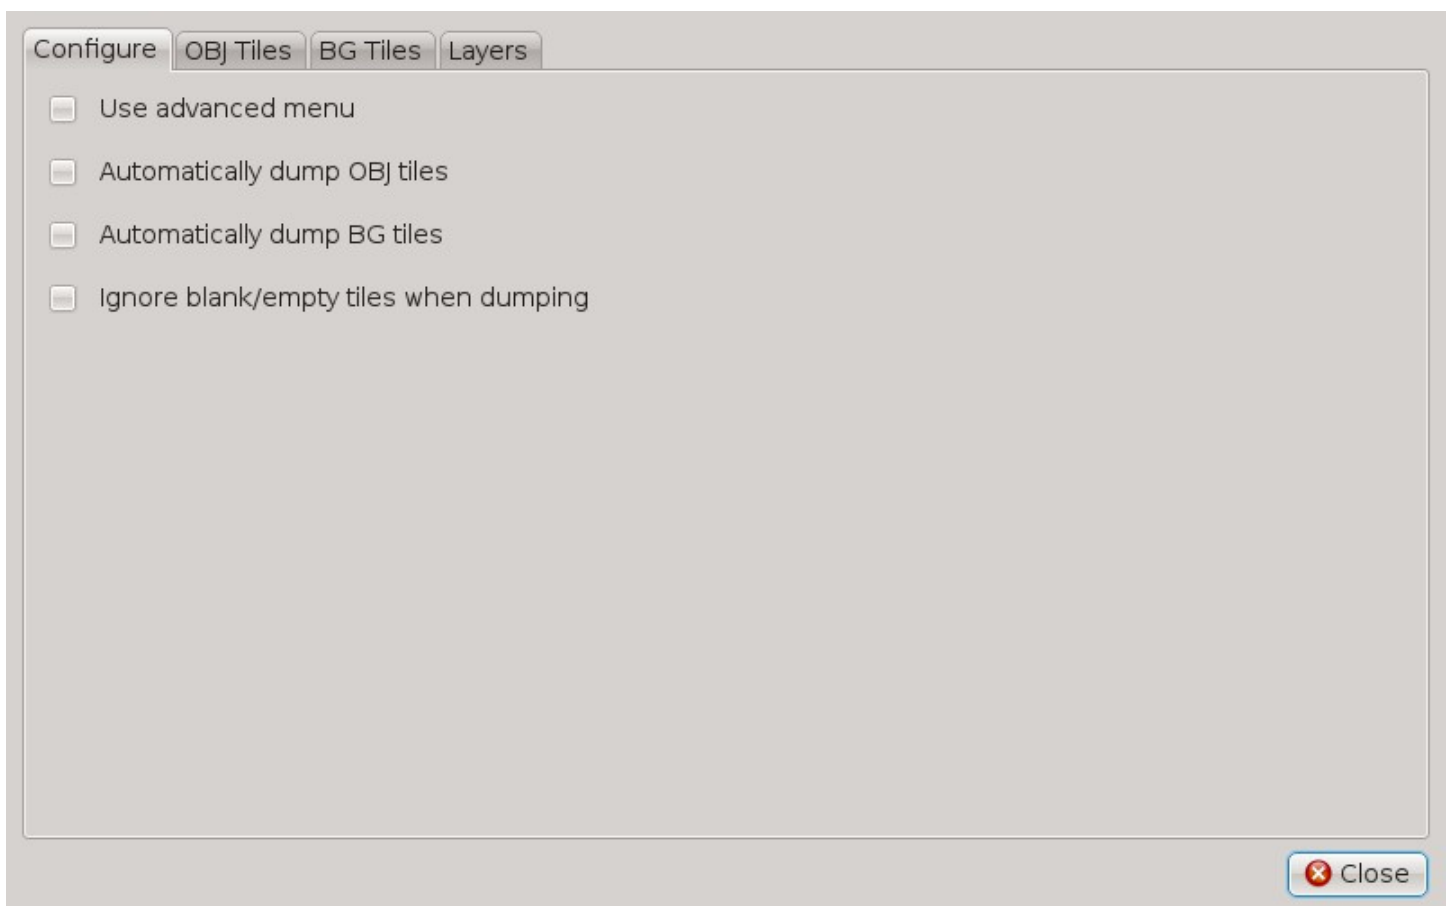 Configure OBJ Tiles BG Tiles Layers
Use advanced menu
Automatically dump OBJ tiles
Automatically dump BG tiles
Ignore blank/empty tiles when dumping
Close